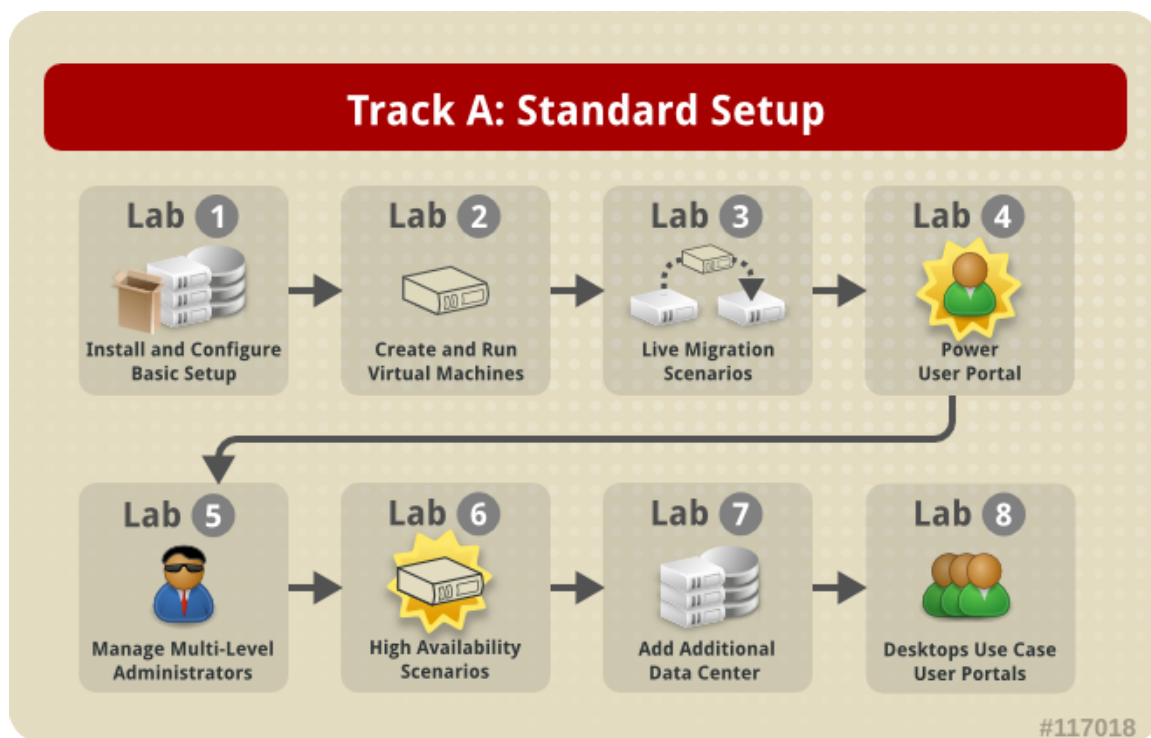 Track A: Standard Setup
Lab 1
Install and Configure
Basic Setup
Lab 2
Create and Run
Virtual Machines
Lab 3
Live Migration
Scenarios
Lab 4
Power
User Portal
Lab 5
Manage Multi-Level
Administrators
Lab 6
High Availability
Scenarios
Lab 7
Add Additional
Data Center
Lab 8
Desktops Use Case
User Portals
#117018